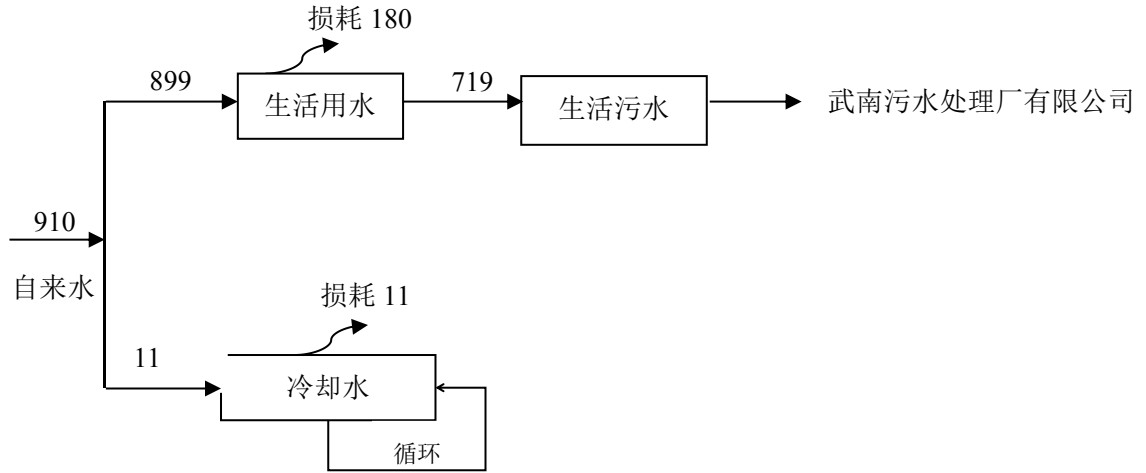 损耗 180
899
生活用水
719
生活污水
武南污水处理厂有限公司
910
自来水
损耗 11
11
冷却水
循环